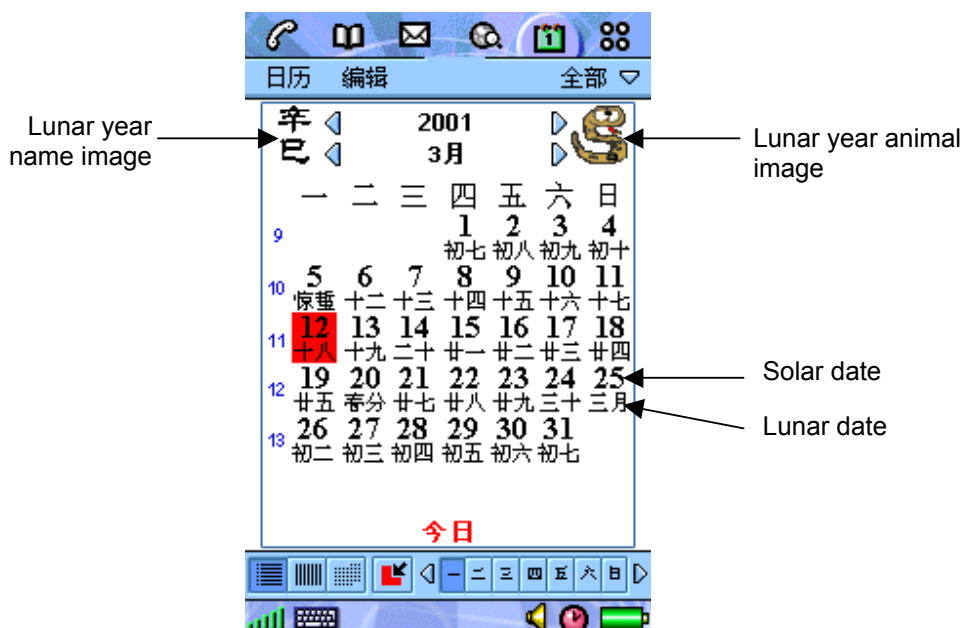 1
日历 编辑 全部
Lunar year name image
辛巳
2001
3月
Lunar year animal image
一 二 三 四 五 六 日
9 1 2 3 4
初七 初八 初九 初十
10 5 6 7 8 9 10 11
惊蛰 十二 十三 十四 十五 十六 十七
11 12 13 14 15 16 17 18
十八 十九 二十 廿一 廿二 廿三 廿四
12 19 20 21 22 23 24 25
廿五 春分 廿七 廿八 廿九 三十 三月
Solar date
Lunar date
13 26 27 28 29 30 31
初二 初三 初四 初五 初六 初七
今日
一 二 三 四 五 六 日